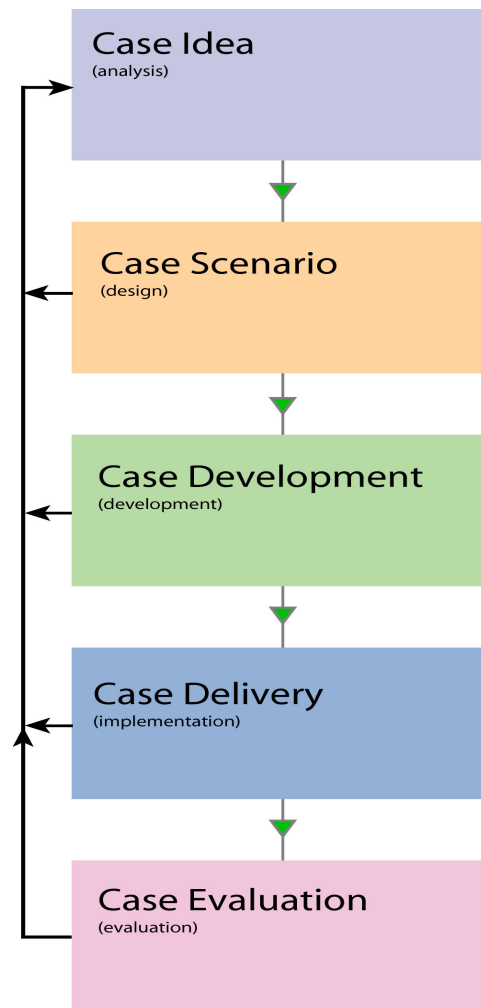 Case Idea
(analysis)
Case Scenario
(design)
Case Development
(development)
Case Delivery
(implementation)
Case Evaluation
(evaluation)